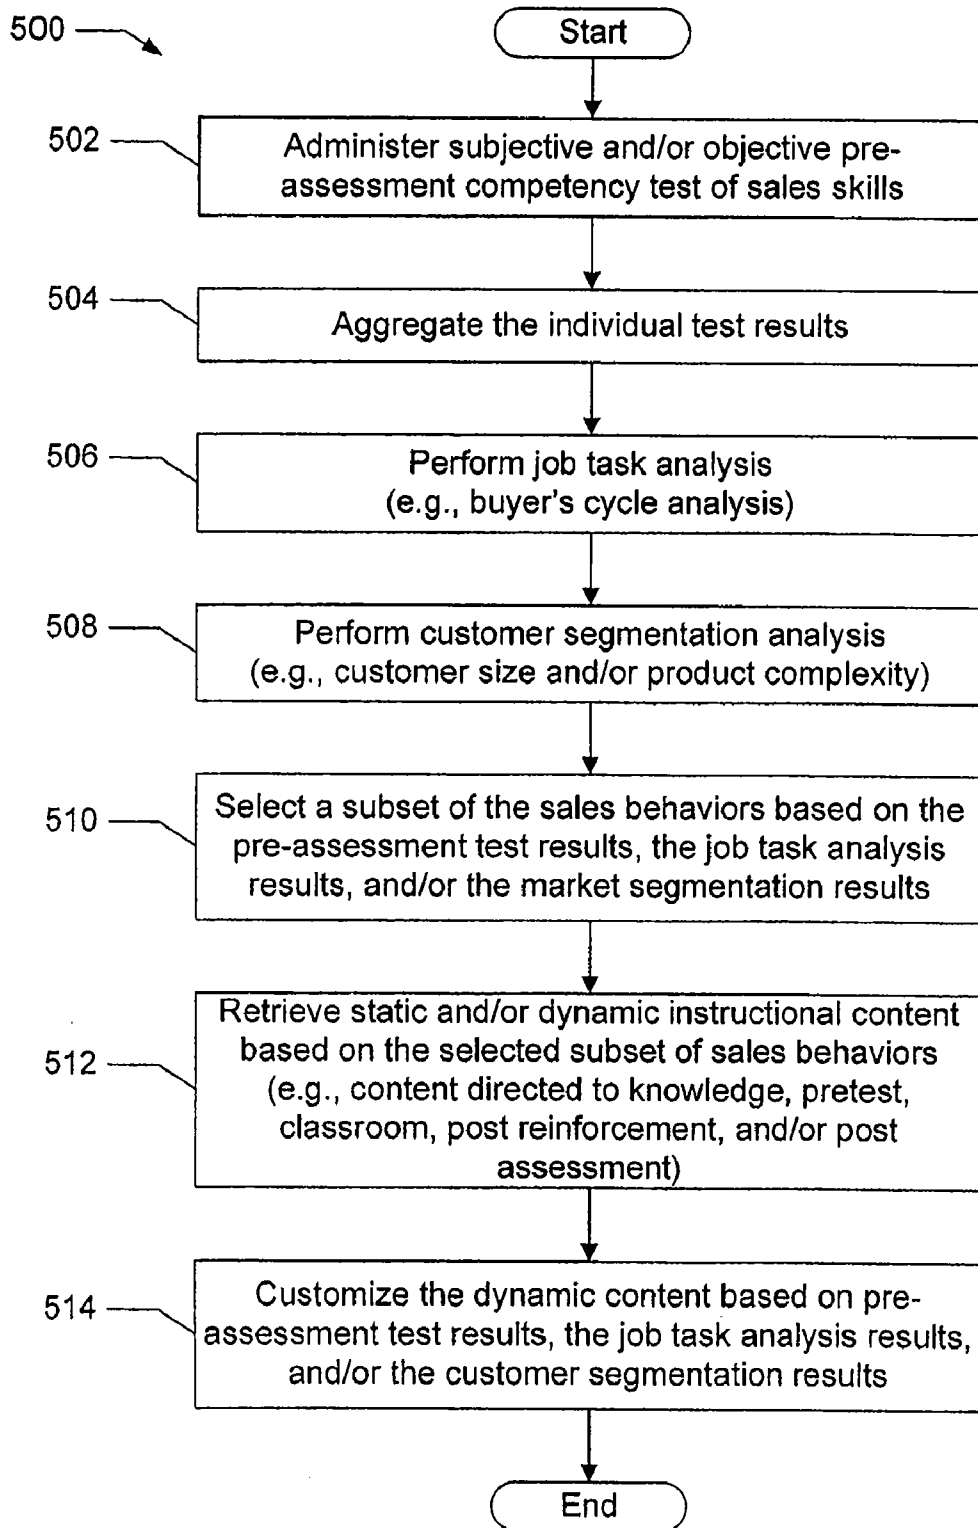 500
Start
502
Administer subjective and/or objective pre-
assessment competency test of sales skills
504
Aggregate the individual test results
506
Perform job task analysis
(e.g., buyer's cycle analysis)
508
Perform customer segmentation analysis
(e.g., customer size and/or product complexity)
510
Select a subset of the sales behaviors based on the
pre-assessment test results, the job task analysis
results, and/or the market segmentation results
512
Retrieve static and/or dynamic instructional content
based on the selected subset of sales behaviors
(e.g., content directed to knowledge, pretest,
classroom, post reinforcement, and/or post
assessment)
514
Customize the dynamic content based on pre-
assessment test results, the job task analysis results,
and/or the customer segmentation results
End